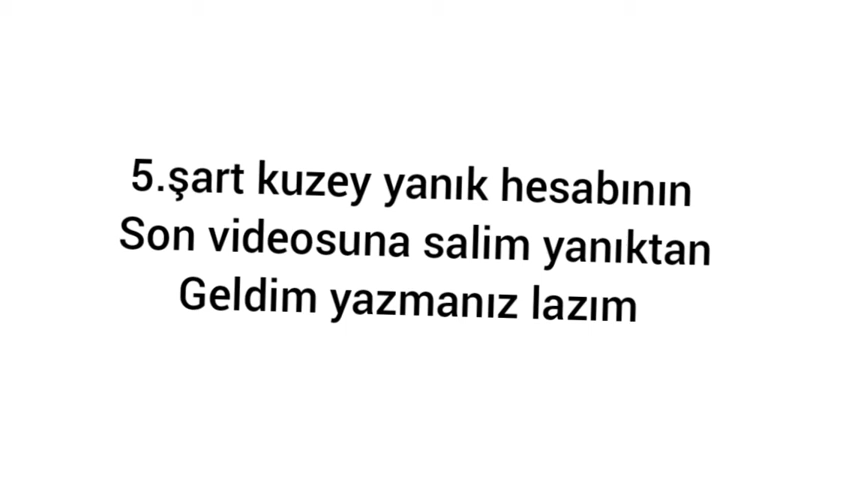 5.şart kuzey yanık hesabının
Son videosuna salim yanıktan
Geldim yazmanız lazım